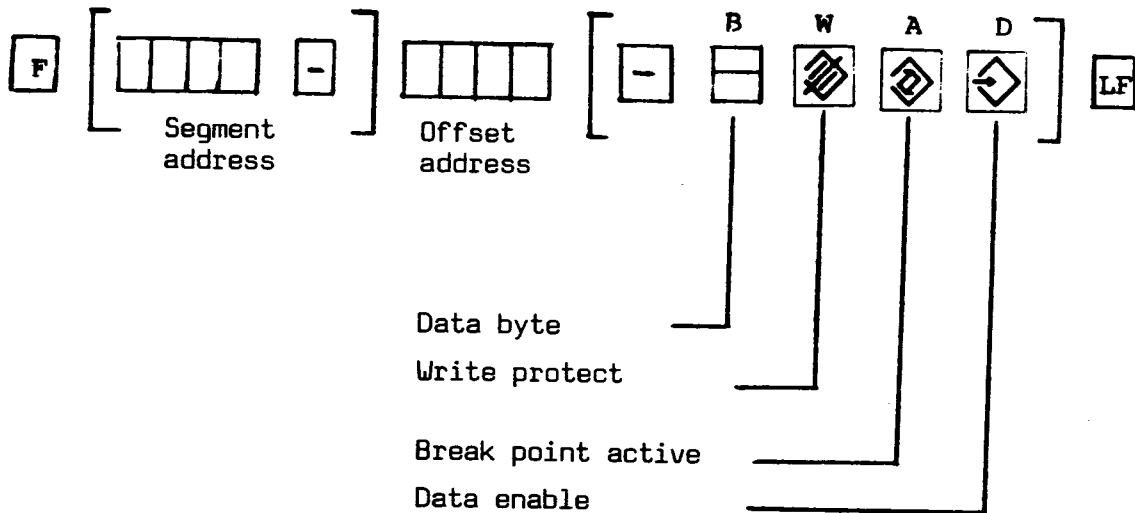 B W A D
F - - LF
Segment
address
Offset
address
Data byte
Write protect
Break point active
Data enable